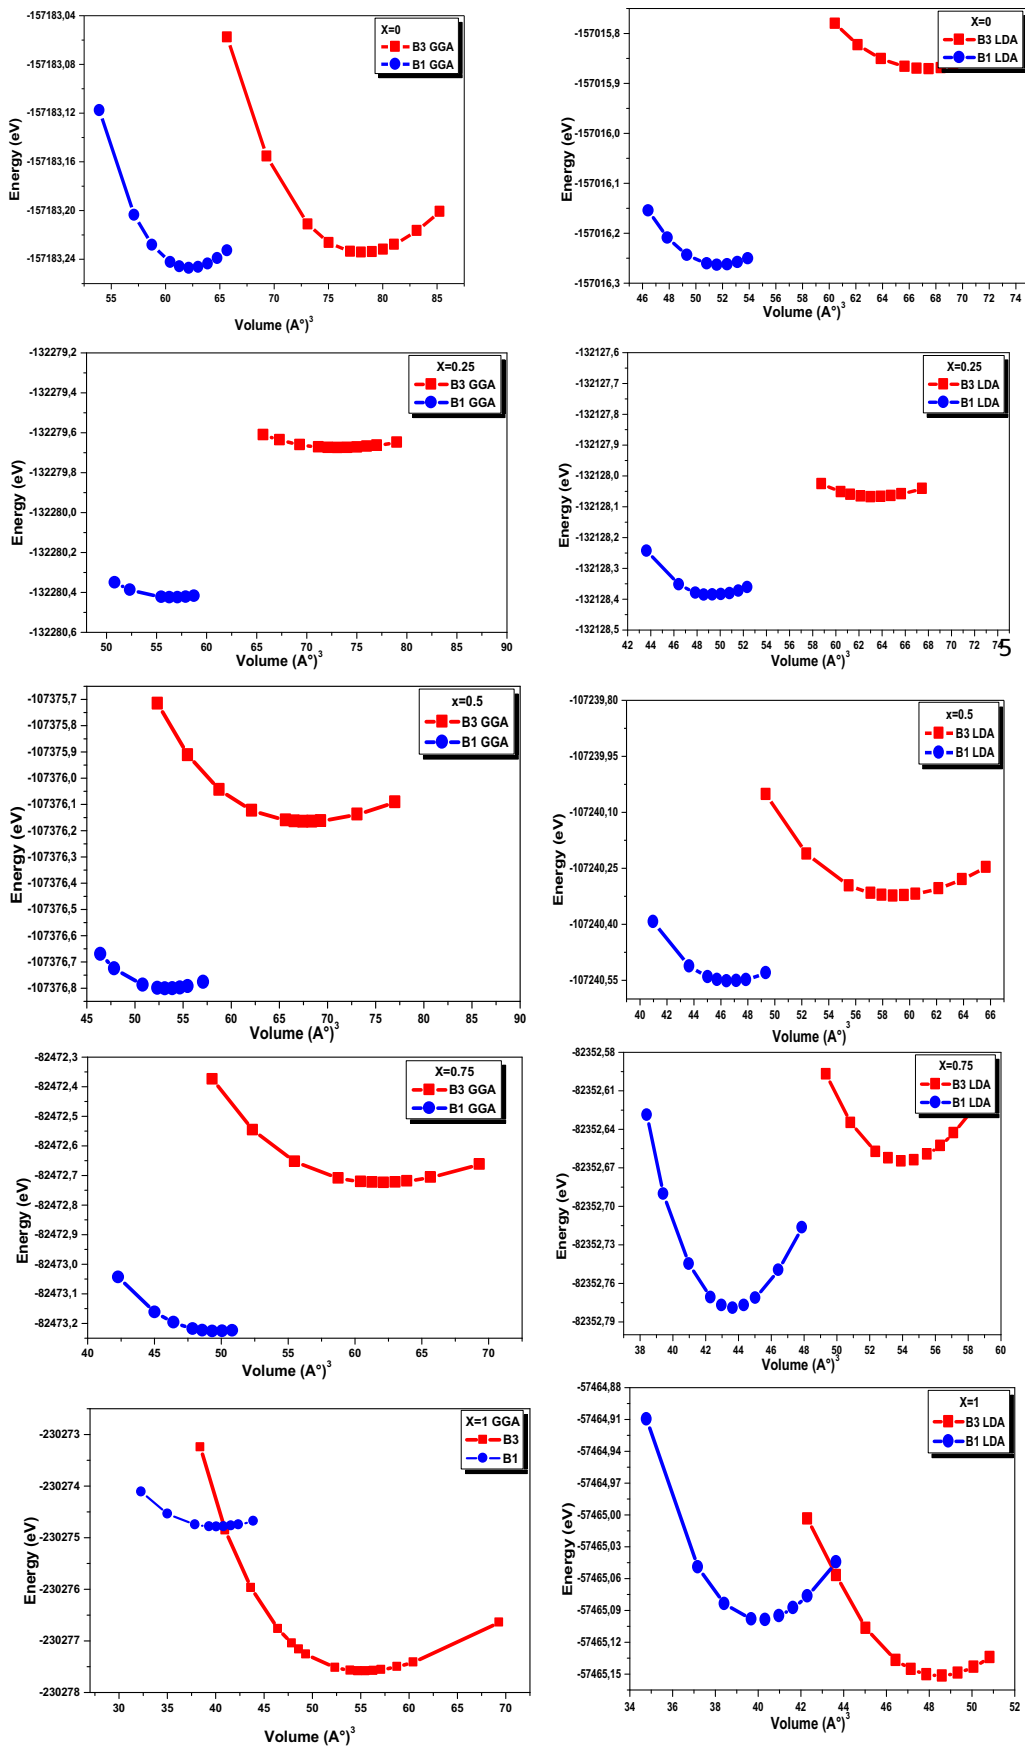 X=0
B3 GGA
B1 GGA
-157183,04
-157183,08
-157183,12
-157183,16
-157183,20
-157183,24
Energy (eV)
55 60 65 70 75 80 85
Volume (A°)³
X=0
B3 LDA
B1 LDA
-157015,8
-157015,9
-157016,0
-157016,1
-157016,2
-157016,3
Energy (eV)
46 48 50 52 54 56 58 60 62 64 66 68 70 72 74
Volume (A°)³
X=0.25
B3 GGA
B1 GGA
-132279,2
-132279,4
-132279,6
-132279,8
-132280,0
-132280,2
-132280,4
-132280,6
Energy (eV)
50 55 60 65 70 75 80 85 90
Volume (A°)³
X=0.25
B3 LDA
B1 LDA
-132127,6
-132127,7
-132127,8
-132127,9
-132128,0
-132128,1
-132128,2
-132128,3
-132128,4
-132128,5
Energy (eV)
42 44 46 48 50 52 54 56 58 60 62 64 66 68 70 72 74
5
Volume (A°)³
x=0.5
B3 GGA
B1 GGA
-107375,7
-107375,8
-107375,9
-107376,0
-107376,1
-107376,2
-107376,3
-107376,4
-107376,5
-107376,6
-107376,7
-107376,8
Energy (eV)
45 50 55 60 65 70 75 80 85 90
Volume (A°)³
x=0.5
B3 LDA
B1 LDA
-107239,80
-107239,95
-107240,10
-107240,25
-107240,40
-107240,55
Energy (eV)
40 42 44 46 48 50 52 54 56 58 60 62 64 66
Volume (A°)³
X=0.75
B3 GGA
B1 GGA
-82472,3
-82472,4
-82472,5
-82472,6
-82472,7
-82472,8
-82472,9
-82473,0
-82473,1
-82473,2
Energy (eV)
40 45 50 55 60 65 70
Volume (A°)³
X=0.75
B3 LDA
B1 LDA
-82352,58
-82352,61
-82352,64
-82352,67
-82352,70
-82352,73
-82352,76
-82352,79
Energy (eV)
38 40 42 44 46 48 50 52 54 56 58 60
Volume (A°)³
X=1 GGA
B3
B1
-230273
-230274
-230275
-230276
-230277
-230278
Energy (eV)
30 35 40 45 50 55 60 65 70
Volume (A°)³
X=1
B3 LDA
B1 LDA
-57464,88
-57464,91
-57464,94
-57464,97
-57465,00
-57465,03
-57465,06
-57465,09
-57465,12
-57465,15
Energy (eV)
34 36 38 40 42 44 46 48 50 52
Volume (A°)³